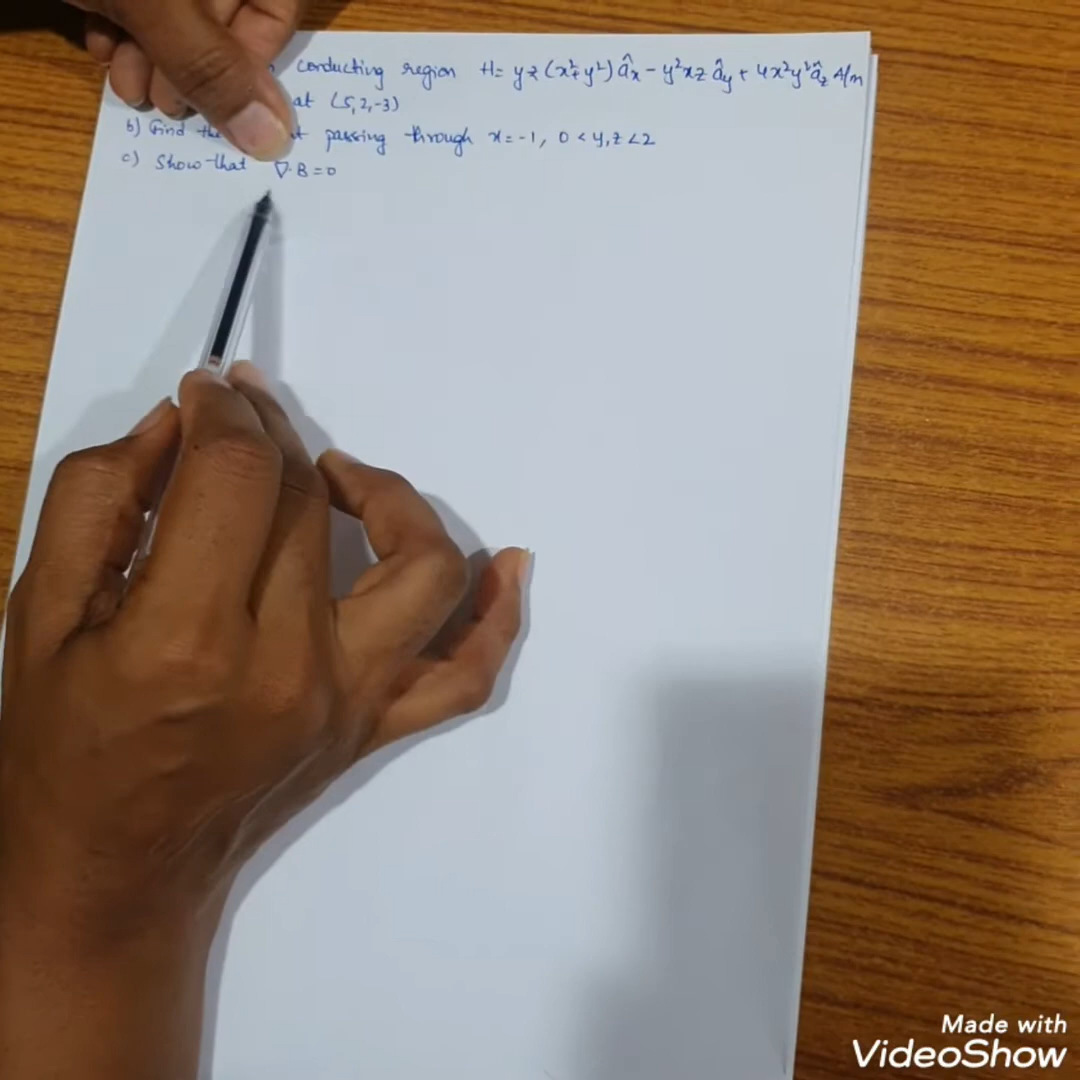 conducting region H= yz(x²+y²) âx - y²xz ây + 4x²y² âz A/m
at (5,2,-3)
b) Find the passing through x=-1, 0<y,z<2
c) Show that ∇·B=0
Made with
VideoShow